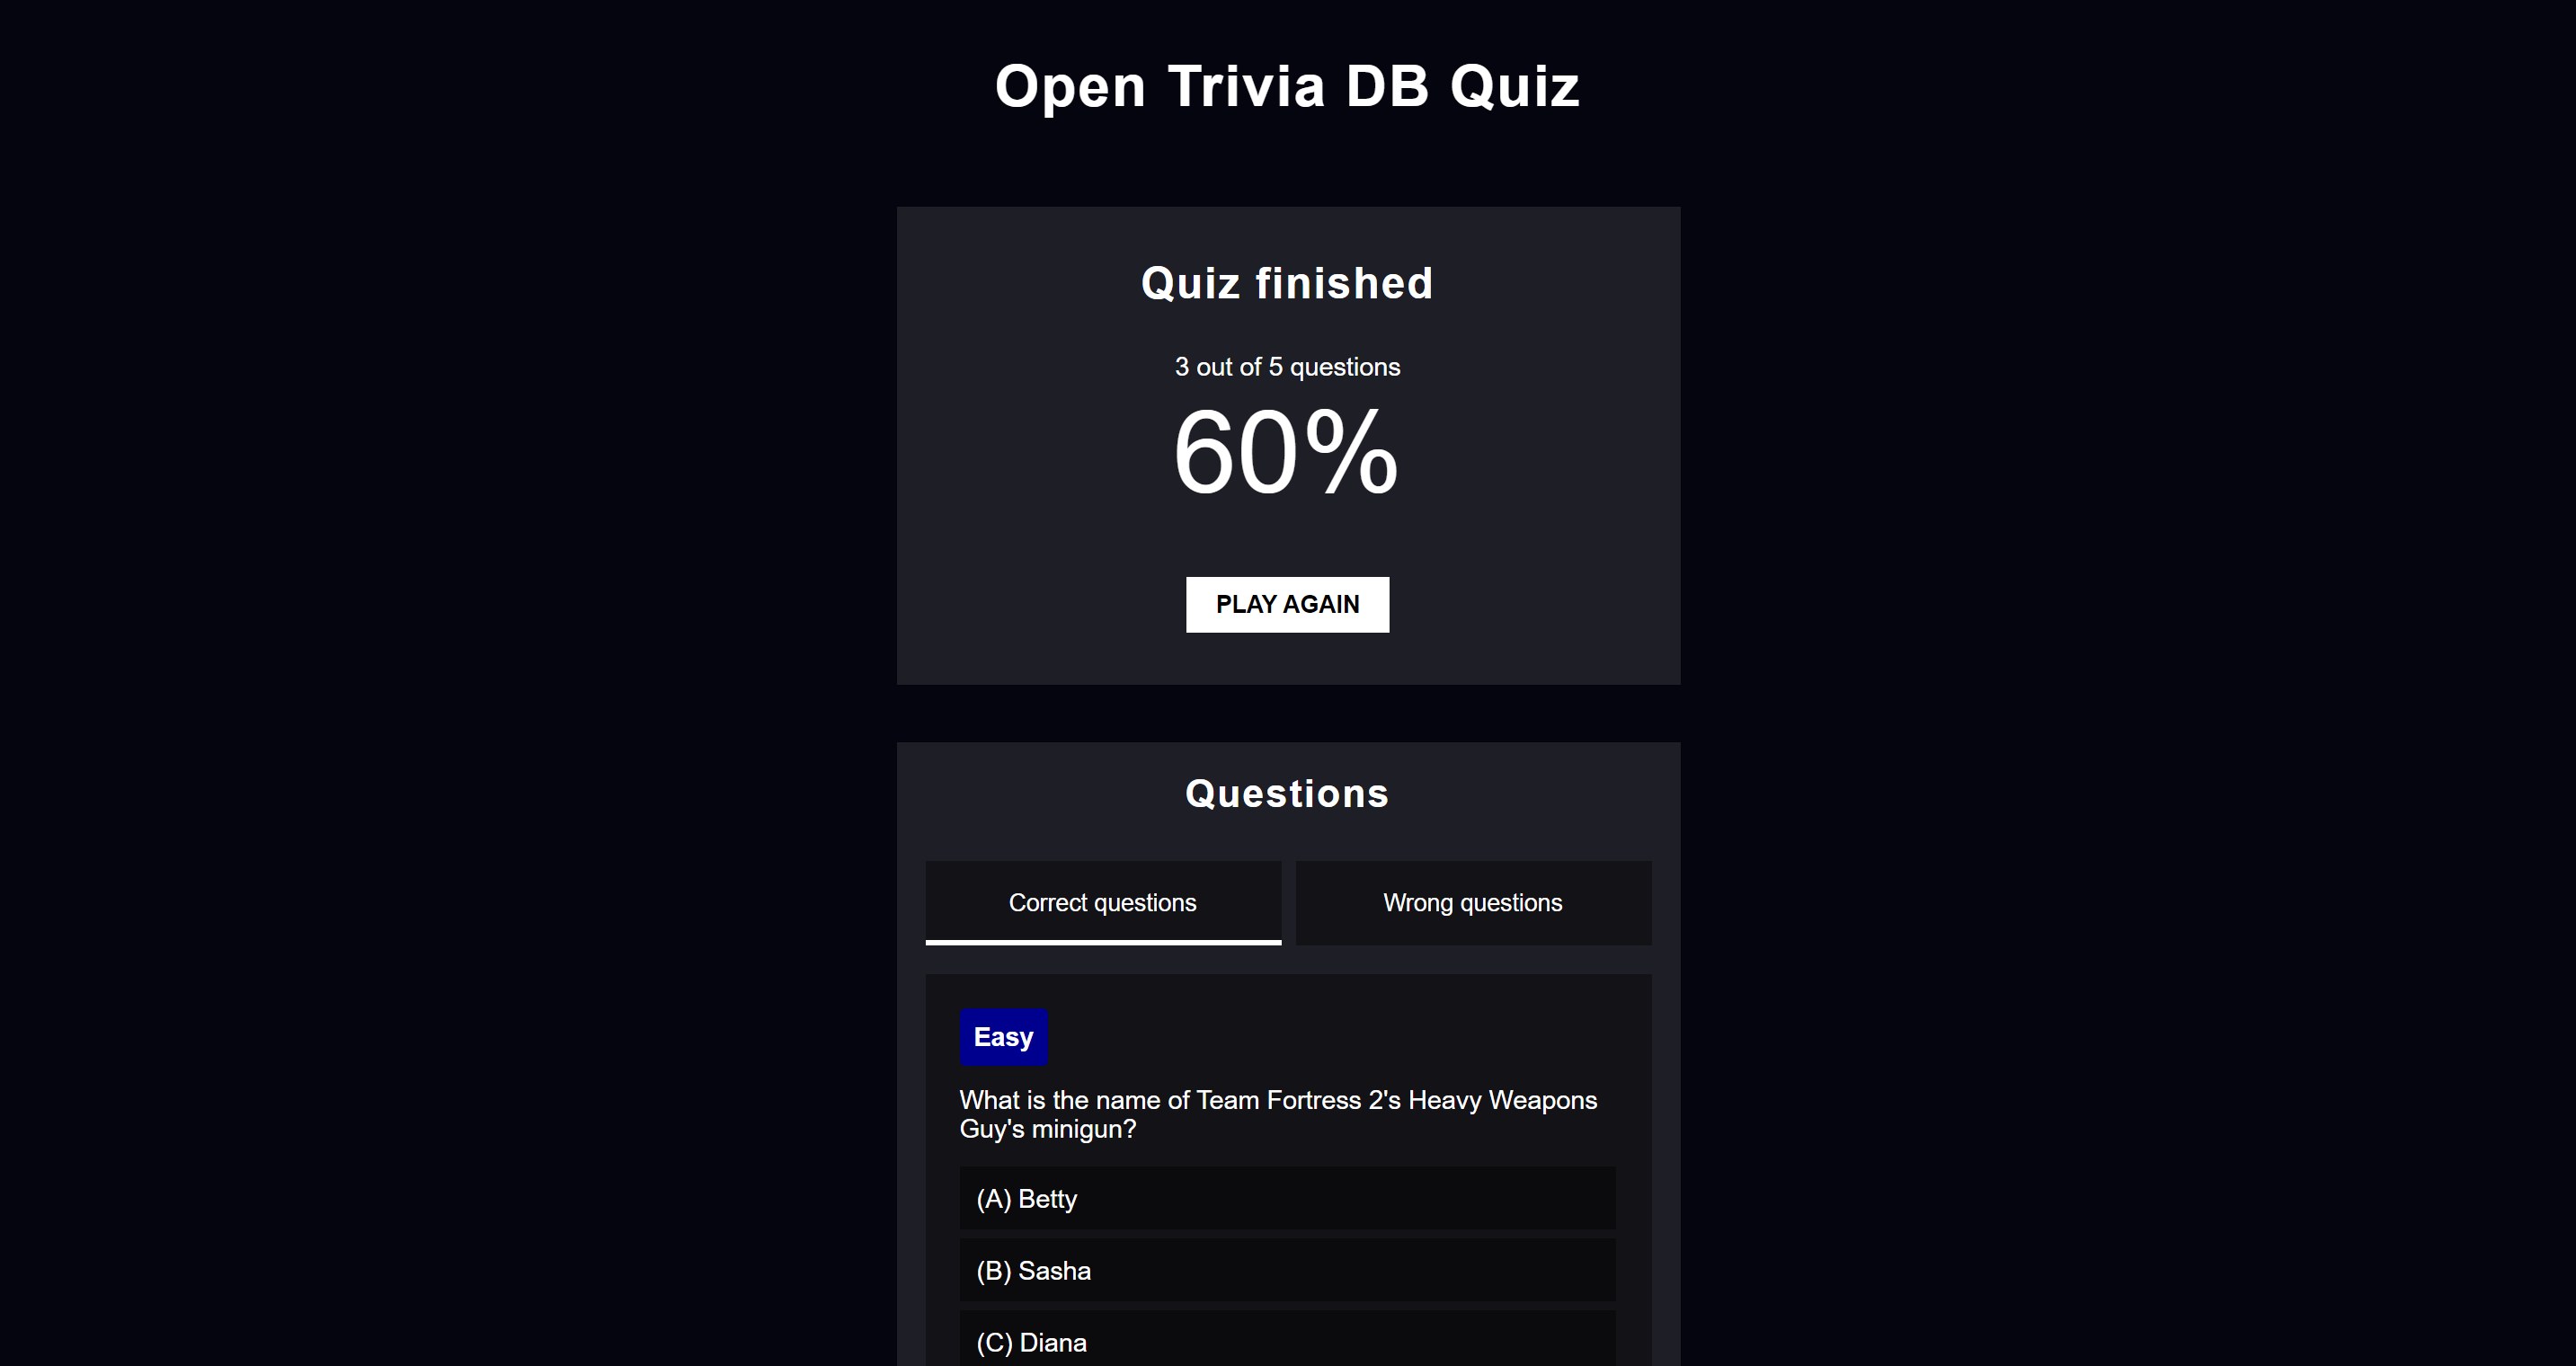 Open Trivia DB Quiz
Quiz finished
3 out of 5 questions
60%
PLAY AGAIN
Questions
Correct questions
Wrong questions
Easy
What is the name of Team Fortress 2's Heavy Weapons
Guy's minigun?
(A) Betty
(B) Sasha
(C) Diana